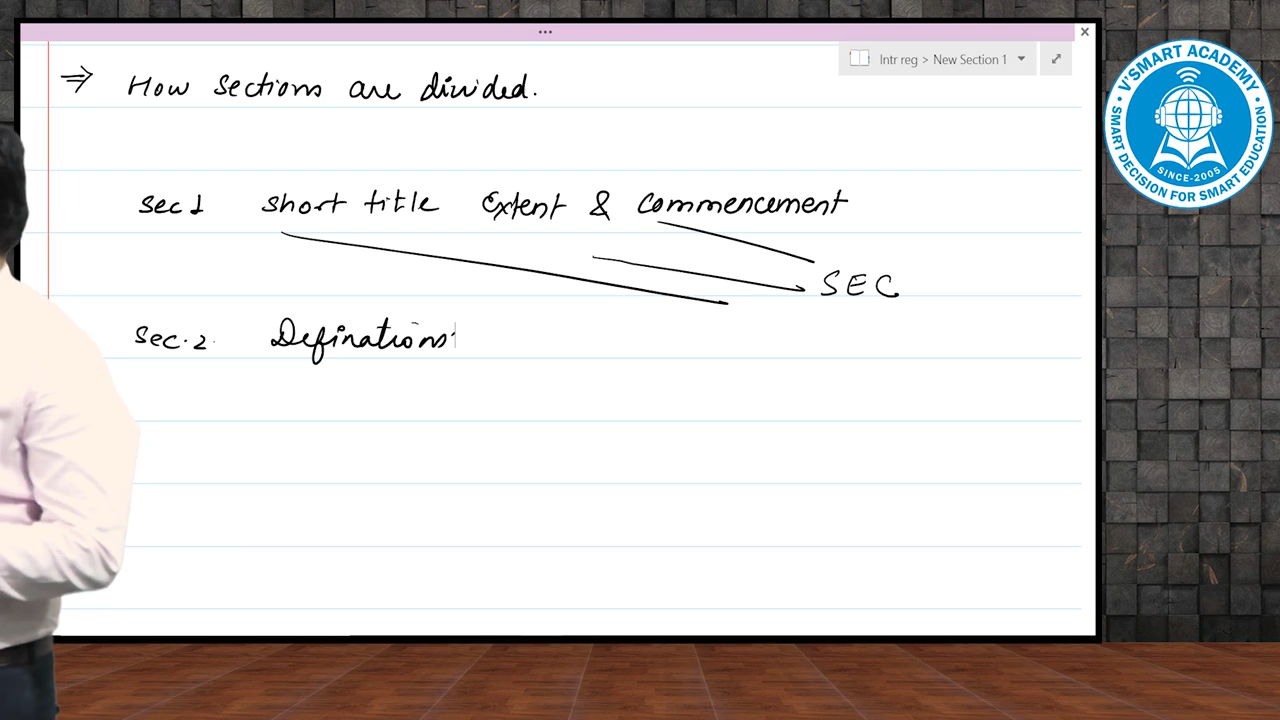 ...
Intr reg > New Section 1
⇒ How sections are divided.
Sec 1 short title Extent & Commencement
SEC
Sec. 2. Definations
V'SMART ACADEMY
SINCE-2005
SMART DECISION FOR SMART EDUCATION